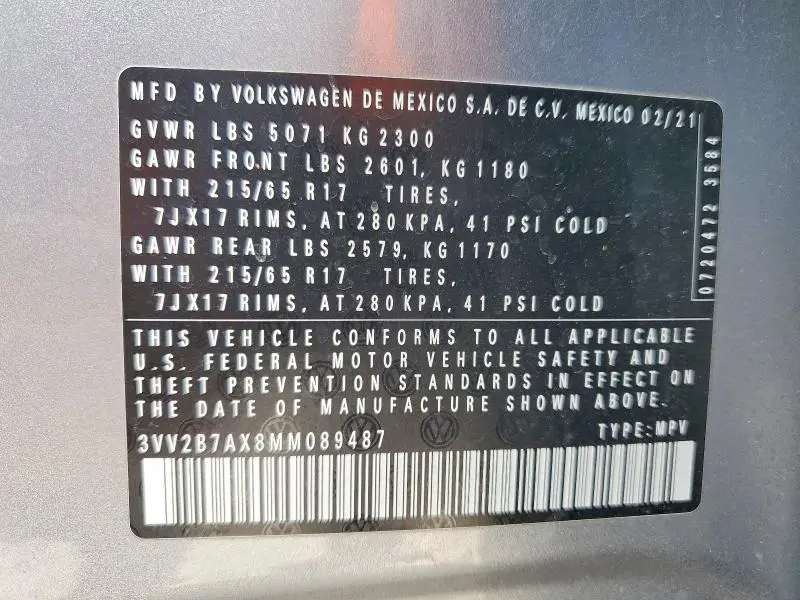 MFD BY VOLKSWAGEN DE MEXICO S.A. DE C.V. MEXICO 02/21
GVWR LBS 5071 KG 2300
GAWR FRONT LBS 2601, KG 1180
WITH 215/65 R17 TIRES,
7JX17 RIMS, AT 280 KPA, 41 PSI COLD
GAWR REAR LBS 2579, KG 1170
WITH 215/65 R17 TIRES,
7JX17 RIMS, AT 280 KPA, 41 PSI COLD
0720472 3584
THIS VEHICLE CONFORMS TO ALL APPLICABLE
U.S. FEDERAL MOTOR VEHICLE SAFETY AND
THEFT PREVENTION STANDARDS IN EFFECT ON
THE DATE OF MANUFACTURE SHOWN ABOVE.
3VV2B7AX8MM089487 TYPE:MPV